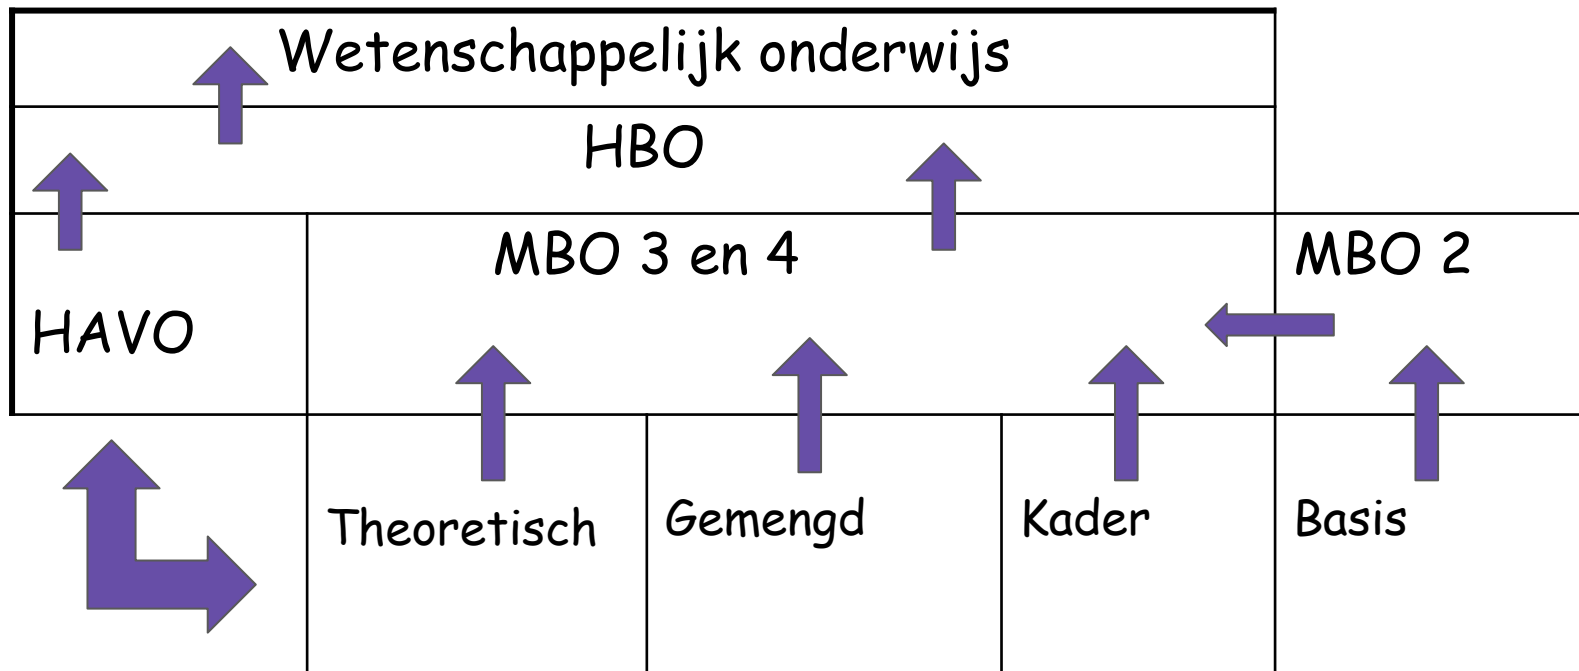 Wetenschappelijk onderwijs
HBO
MBO 3 en 4
MBO 2
HAVO
Theoretisch
Gemengd
Kader
Basis